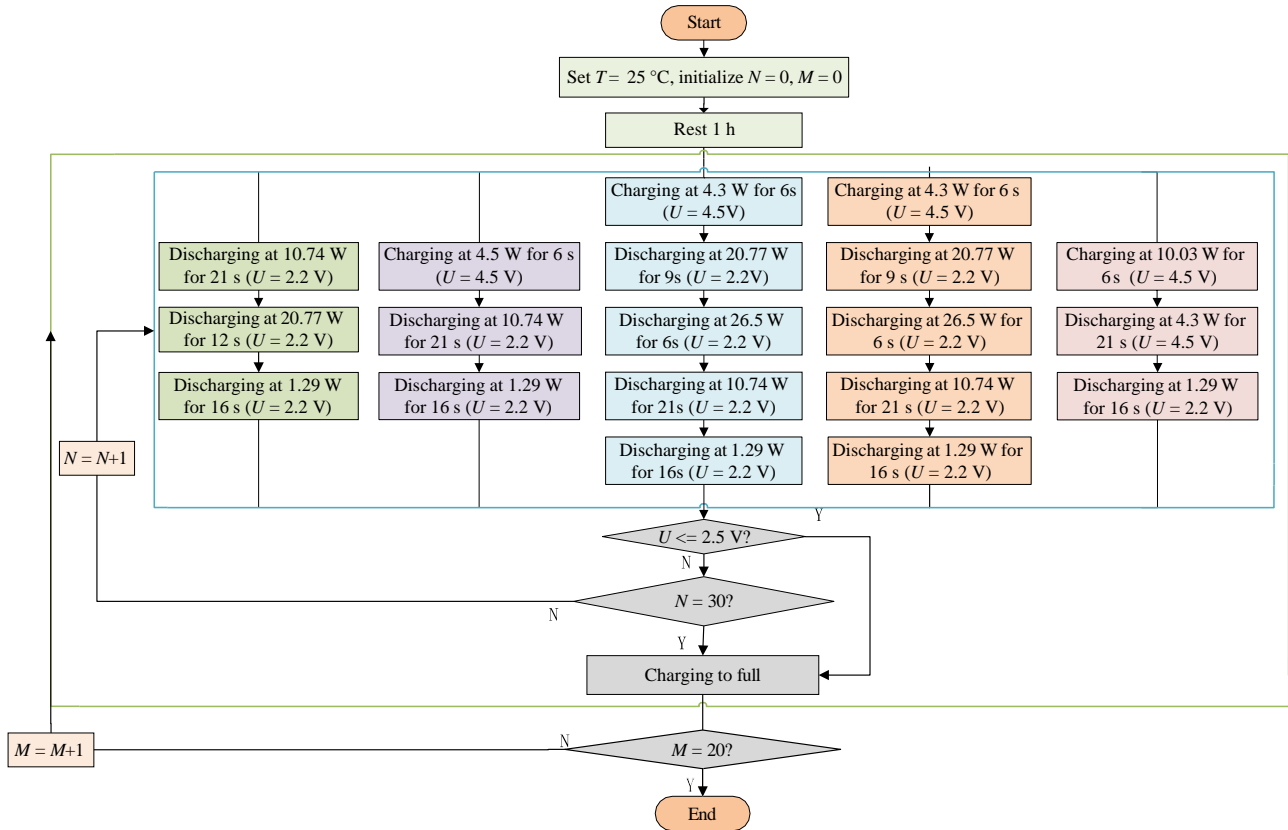 Start
Set T = 25 °C, initialize N = 0, M = 0
Rest 1 h
Discharging at 10.74 W
for 21 s (U = 2.2 V)
Discharging at 20.77 W
for 12 s (U = 2.2 V)
Discharging at 1.29 W
for 16 s (U = 2.2 V)
Charging at 4.5 W for 6 s
(U = 4.5 V)
Discharging at 10.74 W
for 21 s (U = 2.2 V)
Discharging at 1.29 W
for 16 s (U = 2.2 V)
Charging at 4.3 W for 6s
(U = 4.5V)
Discharging at 20.77 W
for 9s (U = 2.2V)
Discharging at 26.5 W
for 6s (U = 2.2 V)
Discharging at 10.74 W
for 21s (U = 2.2 V)
Discharging at 1.29 W
for 16s (U = 2.2 V)
Charging at 4.3 W for 6 s
(U = 4.5 V)
Discharging at 20.77 W
for 9 s (U = 2.2 V)
Discharging at 26.5 W for
6 s (U = 2.2 V)
Discharging at 10.74 W
for 21 s (U = 2.2 V)
Discharging at 1.29 W for
16 s (U = 2.2 V)
Charging at 10.03 W for
6 s (U = 4.5 V)
Discharging at 4.3 W for
21 s (U = 4.5 V)
Discharging at 1.29 W
for 16 s (U = 2.2 V)
N = N+1
U <= 2.5 V?
Y
N
N = 30?
N
Y
Charging to full
M = M+1
N
M = 20?
Y
End